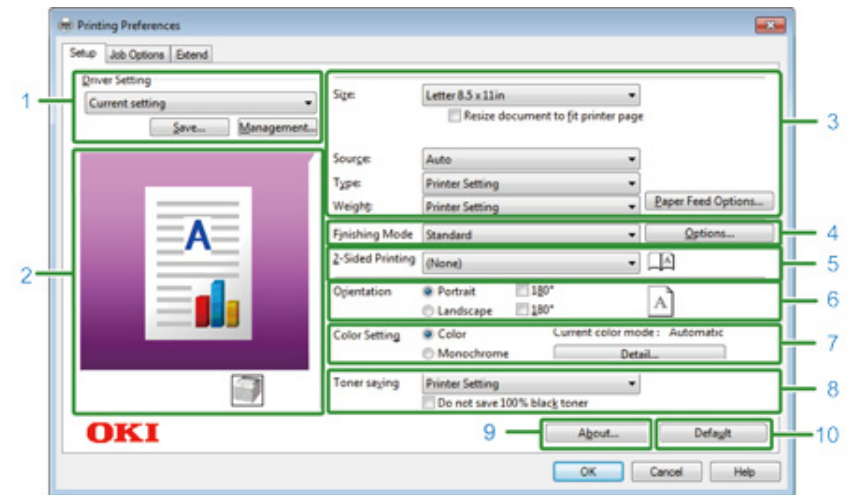 Printing Preferences
Setup Job Options Extend
Driver Setting
Current setting
Save... Management...
Size: Letter 8.5 x 11in
Resize document to fit printer page
Source: Auto
Type: Printer Setting
Weight: Printer Setting Paper Feed Options...
Finishing Mode Standard Options...
2-Sided Printing (None) A
Orientation Portrait 180°
Landscape 180° A
Color Setting Color Current color mode : Automatic
Monochrome Detail...
Toner saving Printer Setting
Do not save 100% black toner
A
OKI
About... Default
OK Cancel Help
1
2
3
4
5
6
7
8
9
10